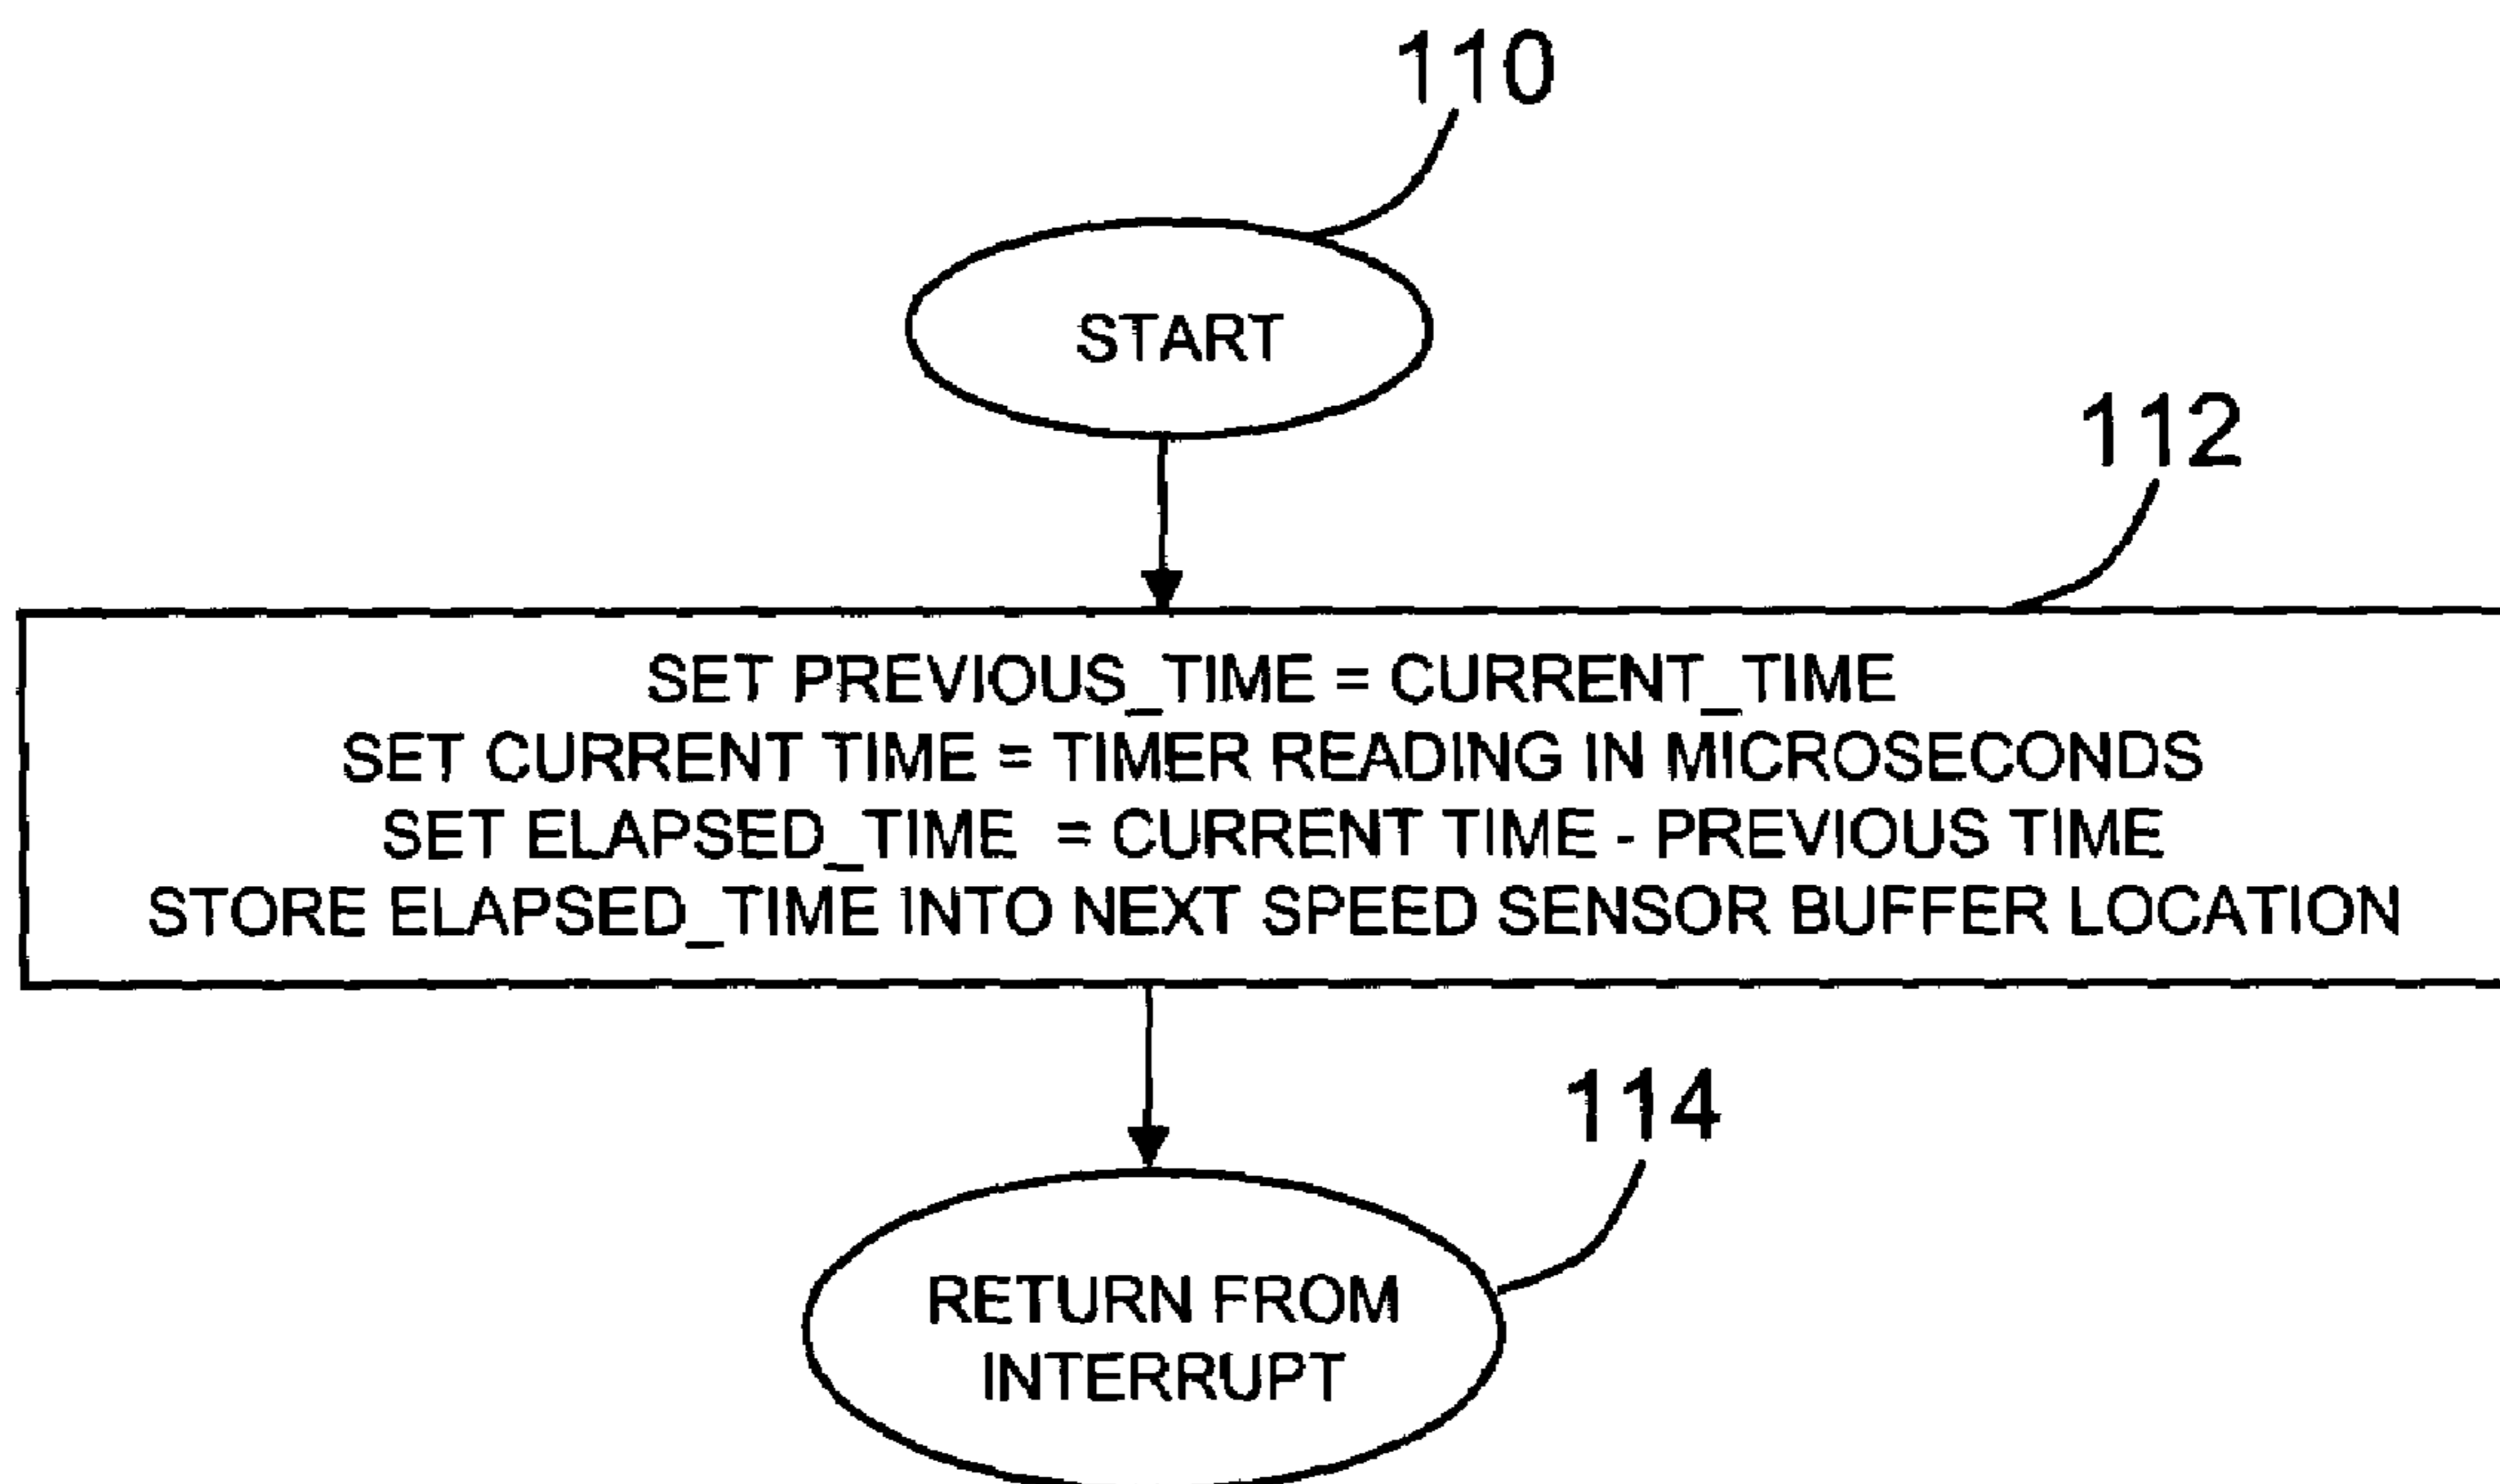 110
START
112
SET PREVIOUS_TIME = CURRENT_TIME
SET CURRENT TIME = TIMER READING IN MICROSECONDS
SET ELAPSED_TIME = CURRENT TIME - PREVIOUS TIME
STORE ELAPSED_TIME INTO NEXT SPEED SENSOR BUFFER LOCATION
114
RETURN FROM
INTERRUPT